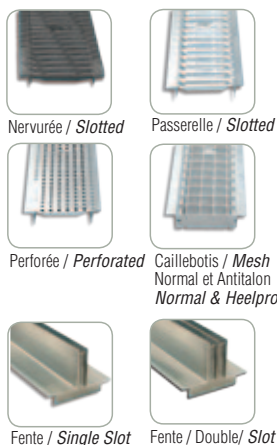 Nervurée / Slotted
Passerelle / Slotted
Perforée / Perforated
Caillebotis / Mesh
Normal et Antitalon
Normal & Heelpro
Fente / Single Slot
Fente / Double/ Slot